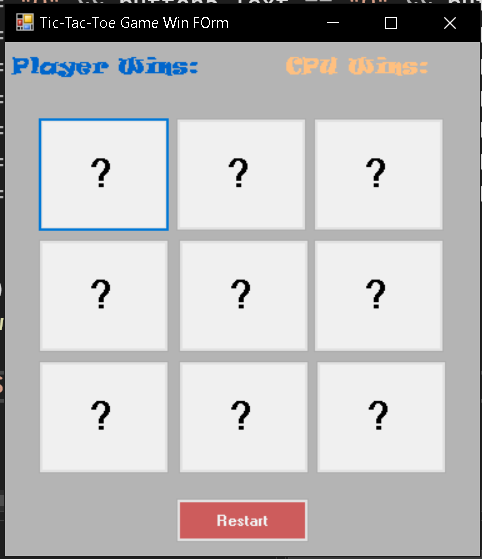 Tic-Tac-Toe Game Win FOrm
Player Wins: CPU Wins:
? ? ?
? ? ?
? ? ?
Restart